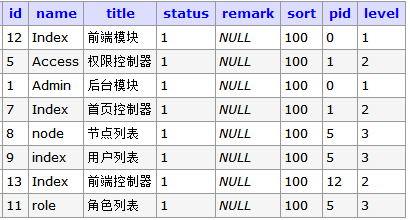 id name title status remark sort pid level
12 Index 前端模块 1 NULL 100 0 1
5 Access 权限控制器 1 NULL 100 1 2
1 Admin 后台模块 1 NULL 100 0 1
7 Index 首页控制器 1 NULL 100 1 2
8 node 节点列表 1 NULL 100 5 3
9 index 用户列表 1 NULL 100 5 3
13 Index 前端控制器 1 NULL 100 12 2
11 role 角色列表 1 NULL 100 5 3